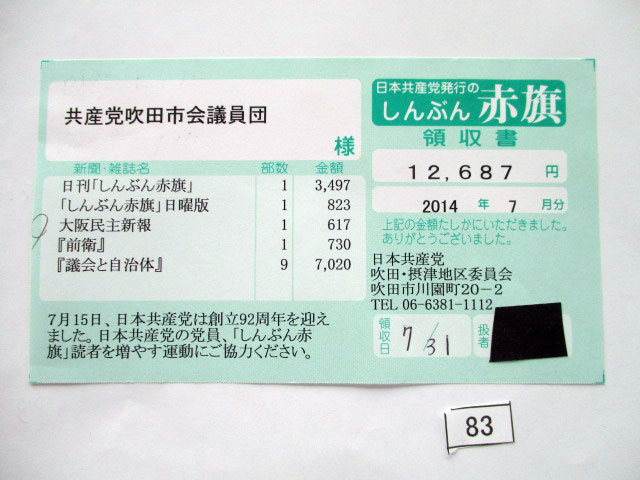 共産党吹田市会議員団
様
新聞・雑誌名 部数 金額
日刊「しんぶん赤旗」 1 3,497
「しんぶん赤旗」日曜版 1 823
大阪民主新報 1 617
『前衛』 1 730
『議会と自治体』 9 7,020
7月15日、日本共産党は創立92周年を迎え
ました。日本共産党の党員、「しんぶん赤
旗」読者を増やす運動にご協力ください。
日本共産党発行の
しんぶん赤旗
領収書
12,687 円
2014 年 7 月分
上記の金額たしかにいただきました。
ありがとうございました。
日本共産党
吹田・摂津地区委員会
吹田市川園町20-2
TEL 06-6381-1112
領収日 7/31 扱者
83